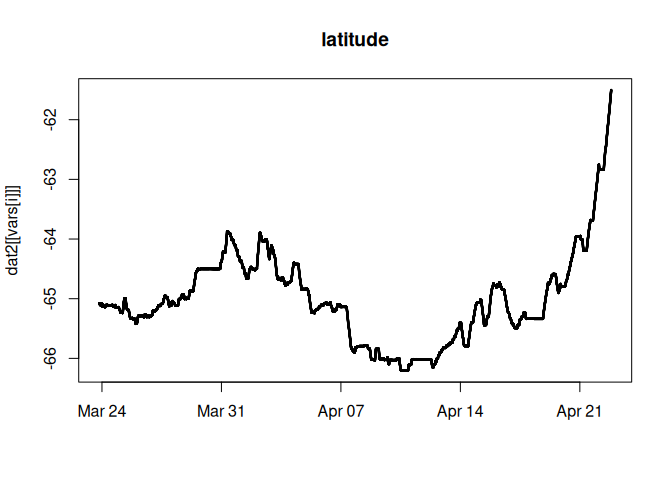 latitude
dat2[[vars[i]]]
-62
-63
-64
-65
-66
Mar 24
Mar 31
Apr 07
Apr 14
Apr 21